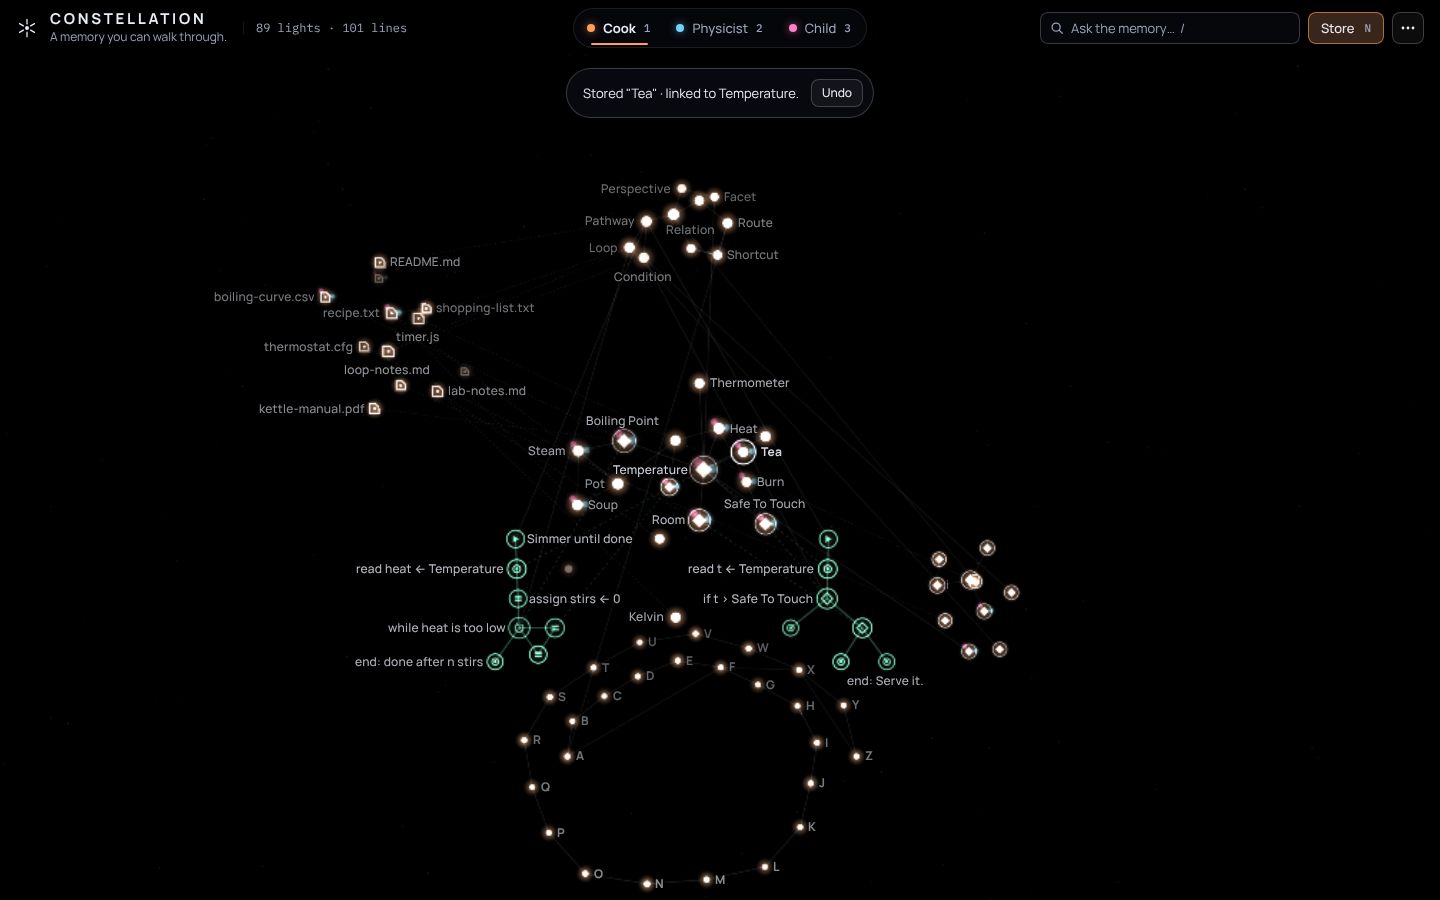 CONSTELLATION
A memory you can walk through.
89 lights · 101 lines
Cook 1
Physicist 2
Child 3
Ask the memory... /
Store N
Stored "Tea" · linked to Temperature.
Undo
Perspective
Facet
Pathway
Route
Relation
Loop
Shortcut
Condition
README.md
boiling-curve.csv
shopping-list.txt
recipe.txt
timer.js
thermostat.cfg
loop-notes.md
lab-notes.md
kettle-manual.pdf
Thermometer
Boiling Point
Heat
Steam
Tea
Temperature
Pot
Burn
Soup
Safe To Touch
Room
Simmer until done
read heat ← Temperature
read t ← Temperature
assign stirs ← 0
if t > Safe To Touch
Kelvin
while heat is too low
end: done after n stirs
end: Serve it.
U
V
W
T
E
F
X
D
G
S
C
H
Y
B
R
A
I
Z
Q
J
P
K
O
N
M
L